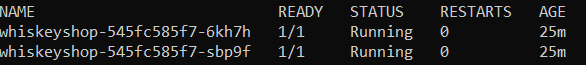 NAME READY STATUS RESTARTS AGE
whiskeyshop-545fc585f7-6kh7h 1/1 Running 0 25m
whiskeyshop-545fc585f7-sbp9f 1/1 Running 0 25m